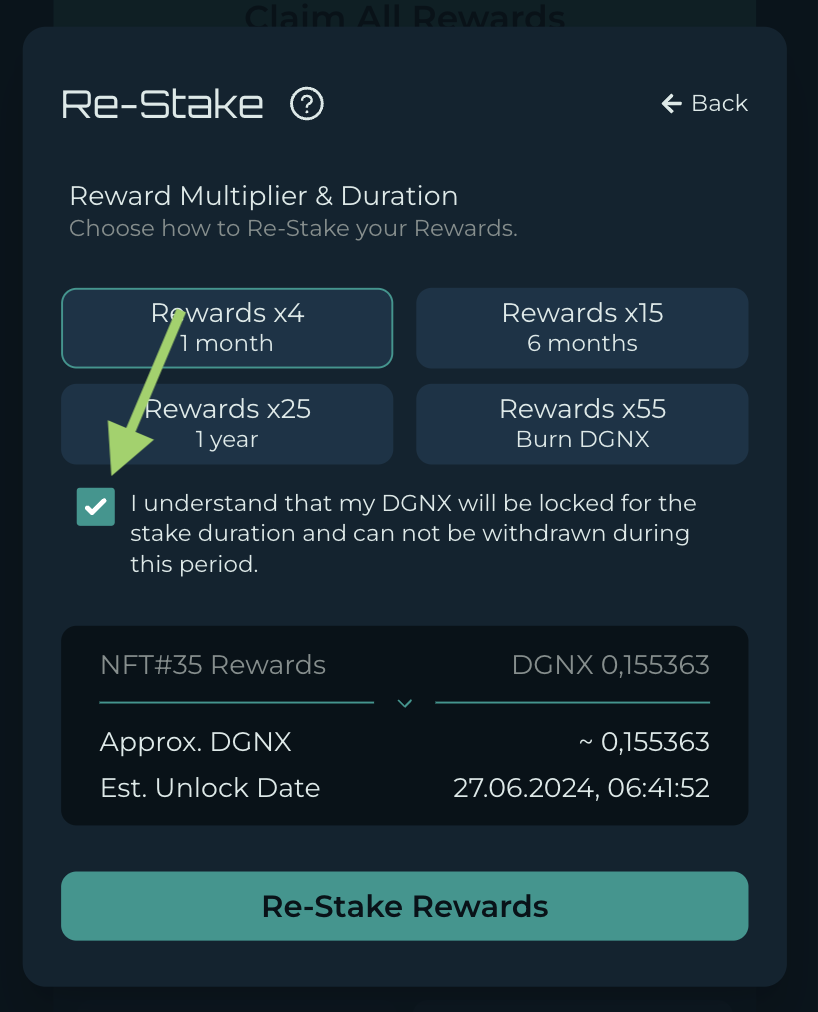 Claim All Rewards
Re-Stake ?
← Back
Reward Multiplier & Duration
Choose how to Re-Stake your Rewards.
Rewards x4
1 month
Rewards x15
6 months
Rewards x25
1 year
Rewards x55
Burn DGNX
I understand that my DGNX will be locked for the
stake duration and can not be withdrawn during
this period.
NFT#35 Rewards DGNX 0,155363
Approx. DGNX ~ 0,155363
Est. Unlock Date 27.06.2024, 06:41:52
Re-Stake Rewards